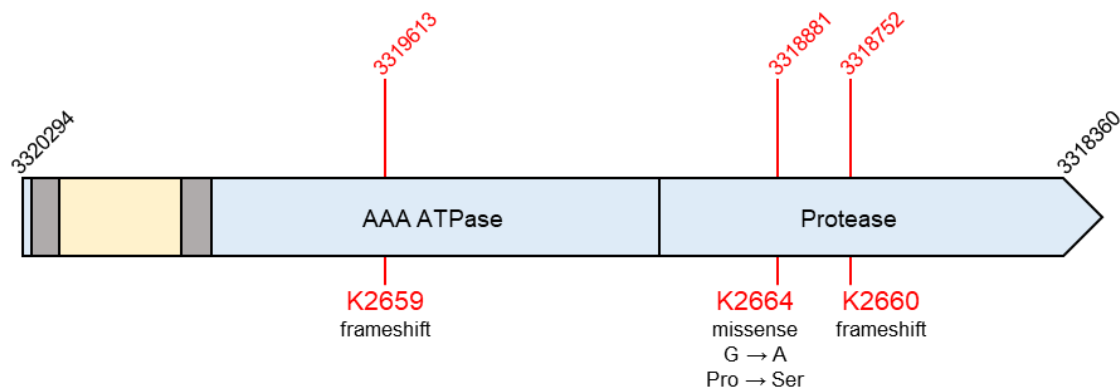 3319613
3318881
3318752
3320294
3318360
AAA ATPase
Protease
K2659
frameshift
K2664
missense
G → A
Pro → Ser
K2660
frameshift